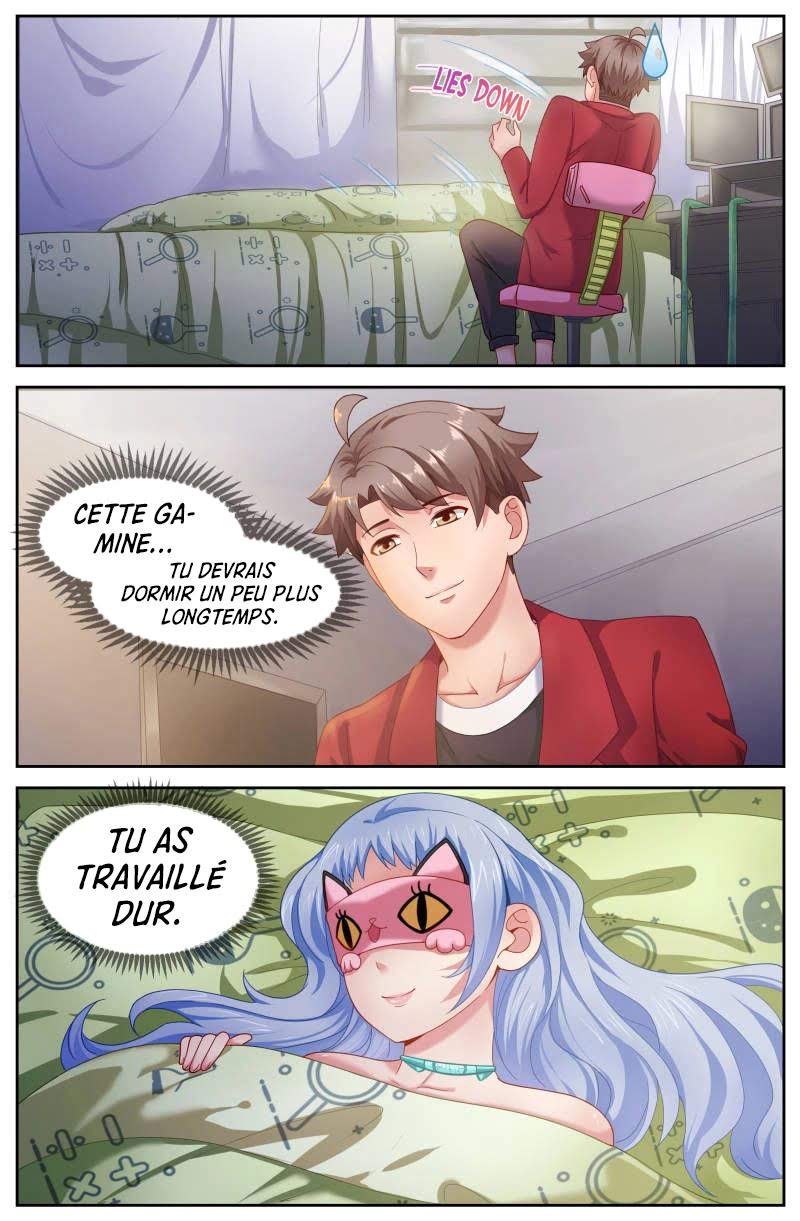 LIES DOWN
CETTE GA-
MINE...
TU DEVRAIS
DORMIR UN PEU PLUS
LONGTEMPS.
TU AS
TRAVAILLÉ
DUR.